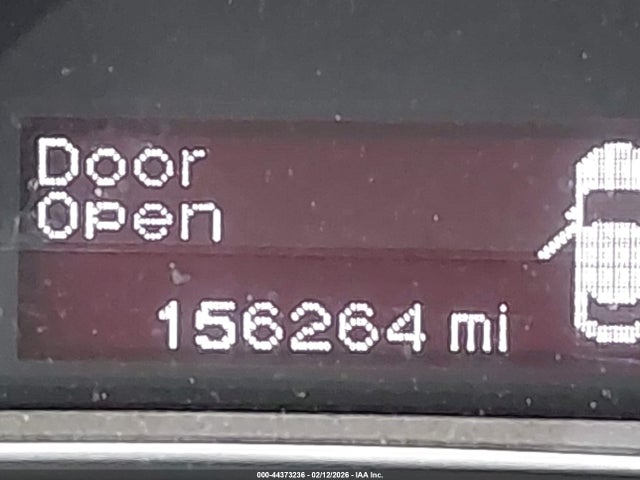 Door
Open
156264 mi
000-44373236 - 02/12/2026 - IAA Inc.